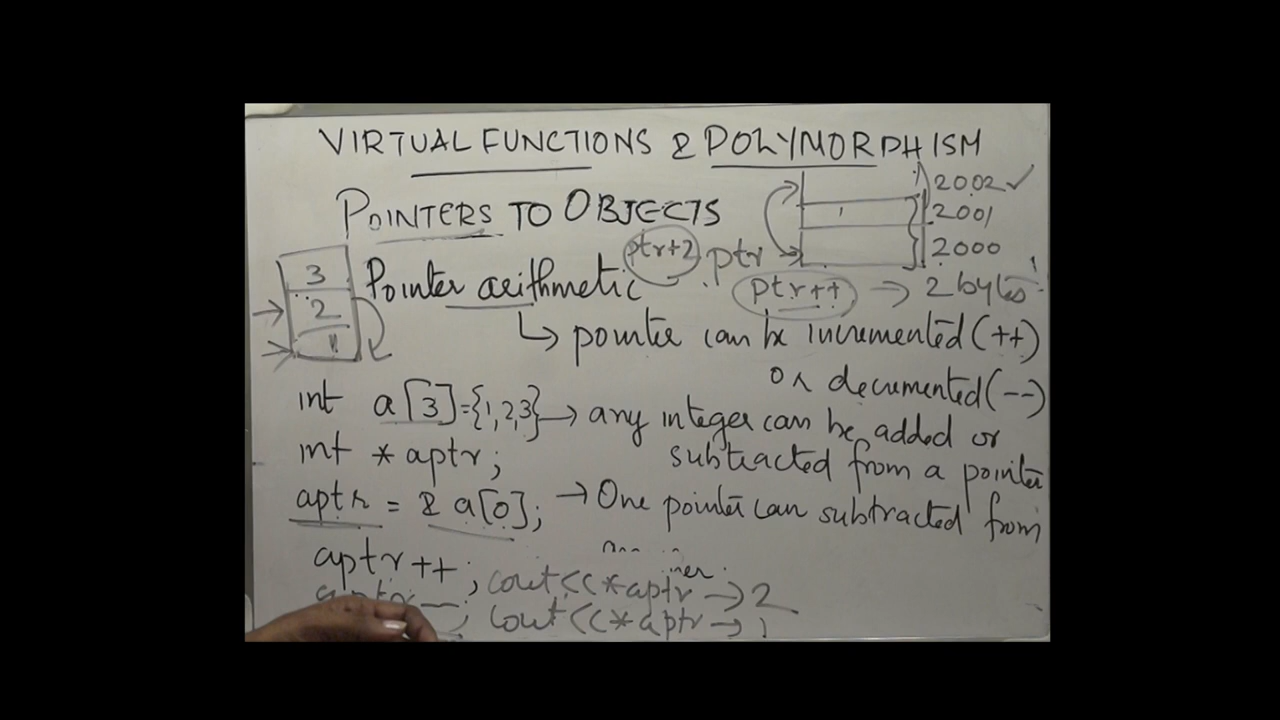 VIRTUAL FUNCTIONS & POLYMORPHISM
2002 ✓
POINTERS TO OBJECTS
2001
2000
ptr+2 ptr
3
2
1
Pointer arithmetic
ptr++ → 2 bytes
↳ pointer can be incremented (++)
or decremented (--)
int a[3]={1,2,3}
→ any integer can be added or
subtracted from a pointer
int *aptr;
aptr = & a[0];
→ One pointer can subtracted from
aptr++; cout<<*aptr → 2
aptr--; cout<<*aptr → 1